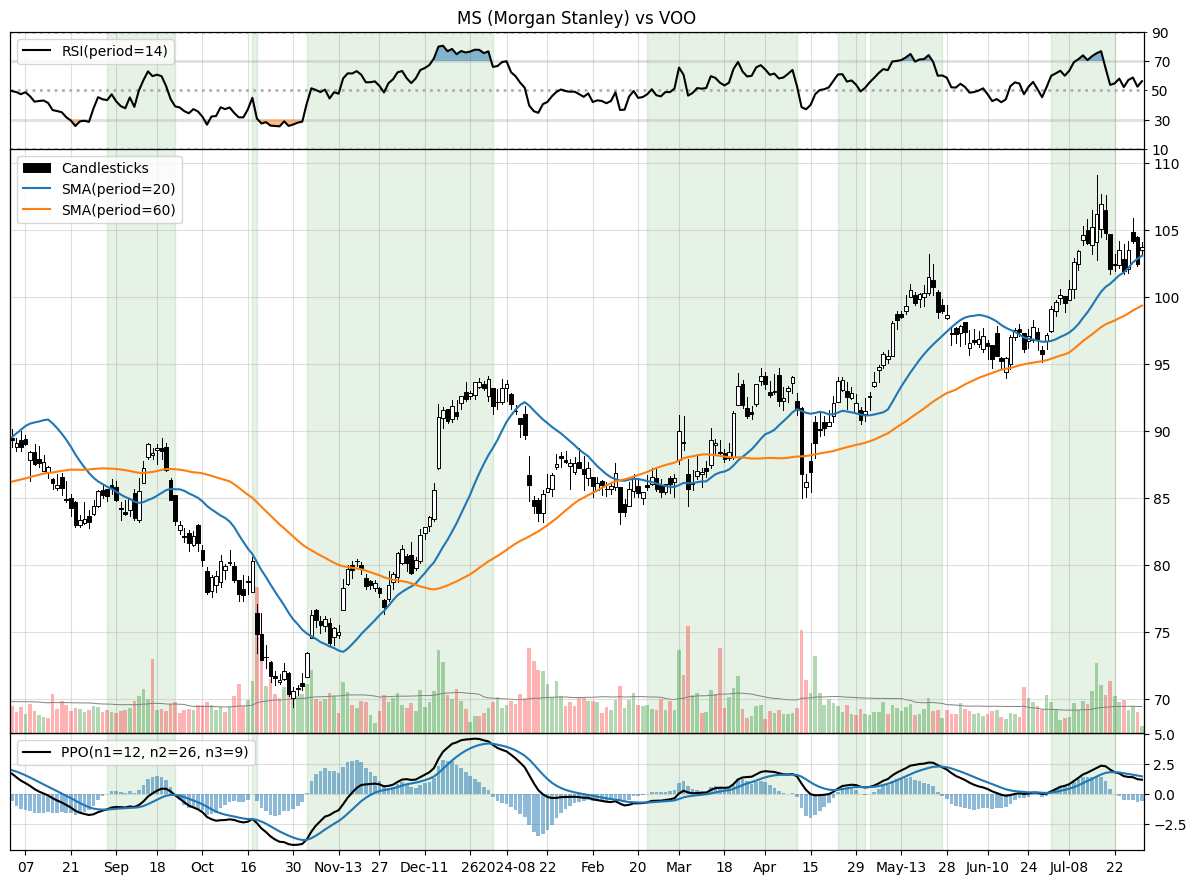 MS (Morgan Stanley) vs VOO
RSI(period=14)
90
70
50
30
10
Candlesticks
SMA(period=20)
SMA(period=60)
110
105
100
95
90
85
80
75
70
PPO(n1=12, n2=26, n3=9)
5.0
2.5
0.0
−2.5
07 21 Sep 18 Oct 16 30 Nov-13 27 Dec-11 26 2024-08 22 Feb 20 Mar 18 Apr 15 29 May-13 28 Jun-10 24 Jul-08 22